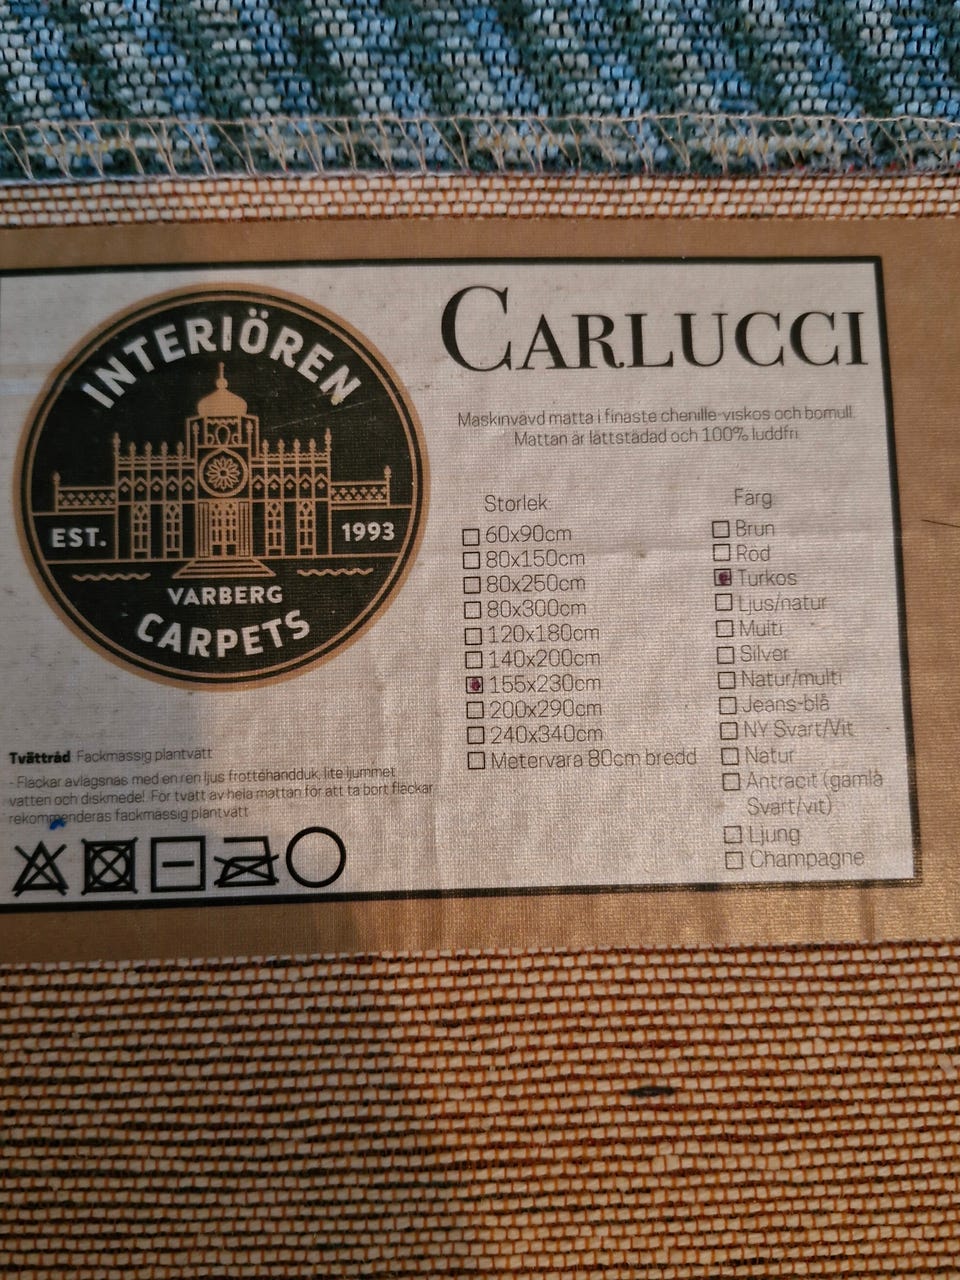 INTERIÖREN
EST. 1993
VARBERG
CARPETS
CARLUCCI
Maskinvävd matta i finaste chenille-viskos och bomull.
Mattan är lättstädad och 100% luddfri
Storlek:
60x90cm
80x150cm
80x250cm
80x300cm
120x180cm
140x200cm
155x230cm
200x290cm
240x340cm
Metervara 80cm bredd
Färg:
Brun
Röd
Turkos
Ljus/natur
Multi
Silver
Natur/multi
Jeans-blå
NY Svart/Vit
Natur
Antracit (gamla
Svart/vit)
Ljung
Champagne
Tvättråd Fackmässig plantvätt
- Fläckar avlägsnas med en ren ljus frottéhandduk, lite ljummet
vatten och diskmedel För tvätt av hela mattan för att ta bort fläckar
rekommenderas fackmässig plantvätt